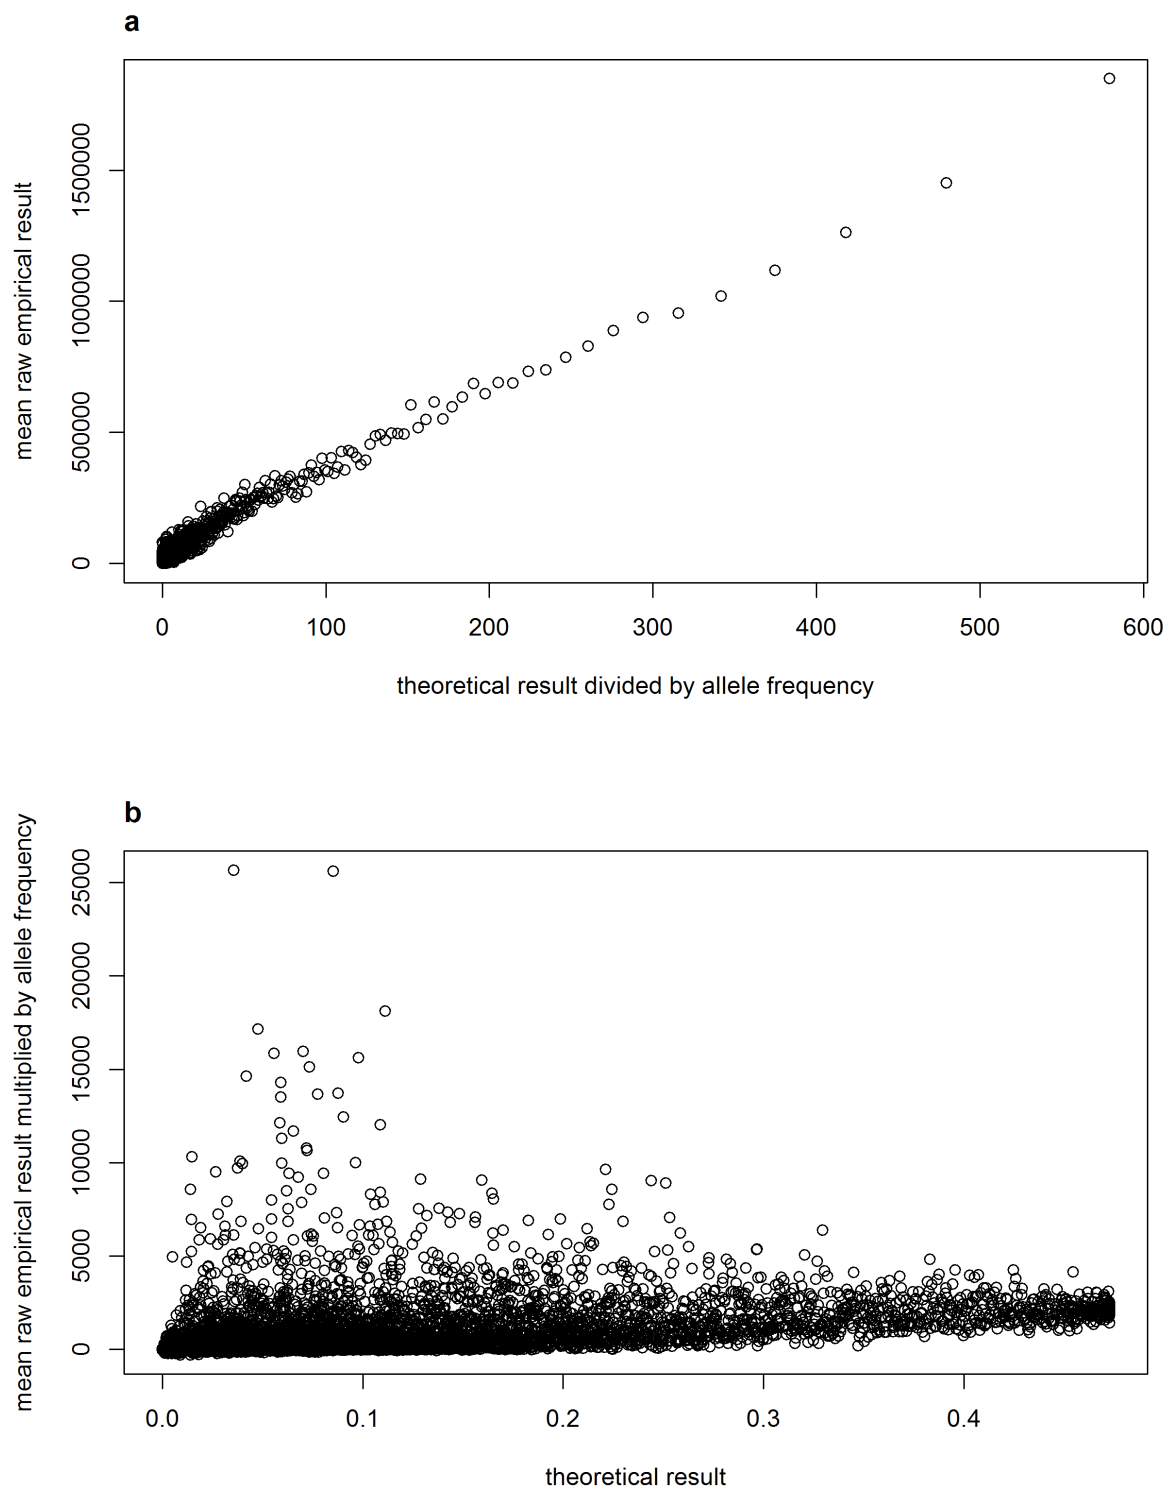 a
mean raw empirical result
1500000
1000000
500000
0
0 100 200 300 400 500 600
theoretical result divided by allele frequency
b
mean raw empirical result multiplied by allele frequency
25000
20000
15000
10000
5000
0
0.0 0.1 0.2 0.3 0.4
theoretical result